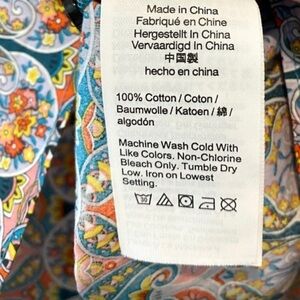 Made in China
Fabriqué en Chine
Hergestellt In China
Vervaardigd In China
中国製
hecho en china
100% Cotton / Coton /
Baumwolle / Katoen / 綿 /
algodón
Machine Wash Cold With
Like Colors. Non-Chlorine
Bleach Only. Tumble Dry
Low. Iron on Lowest
Setting.